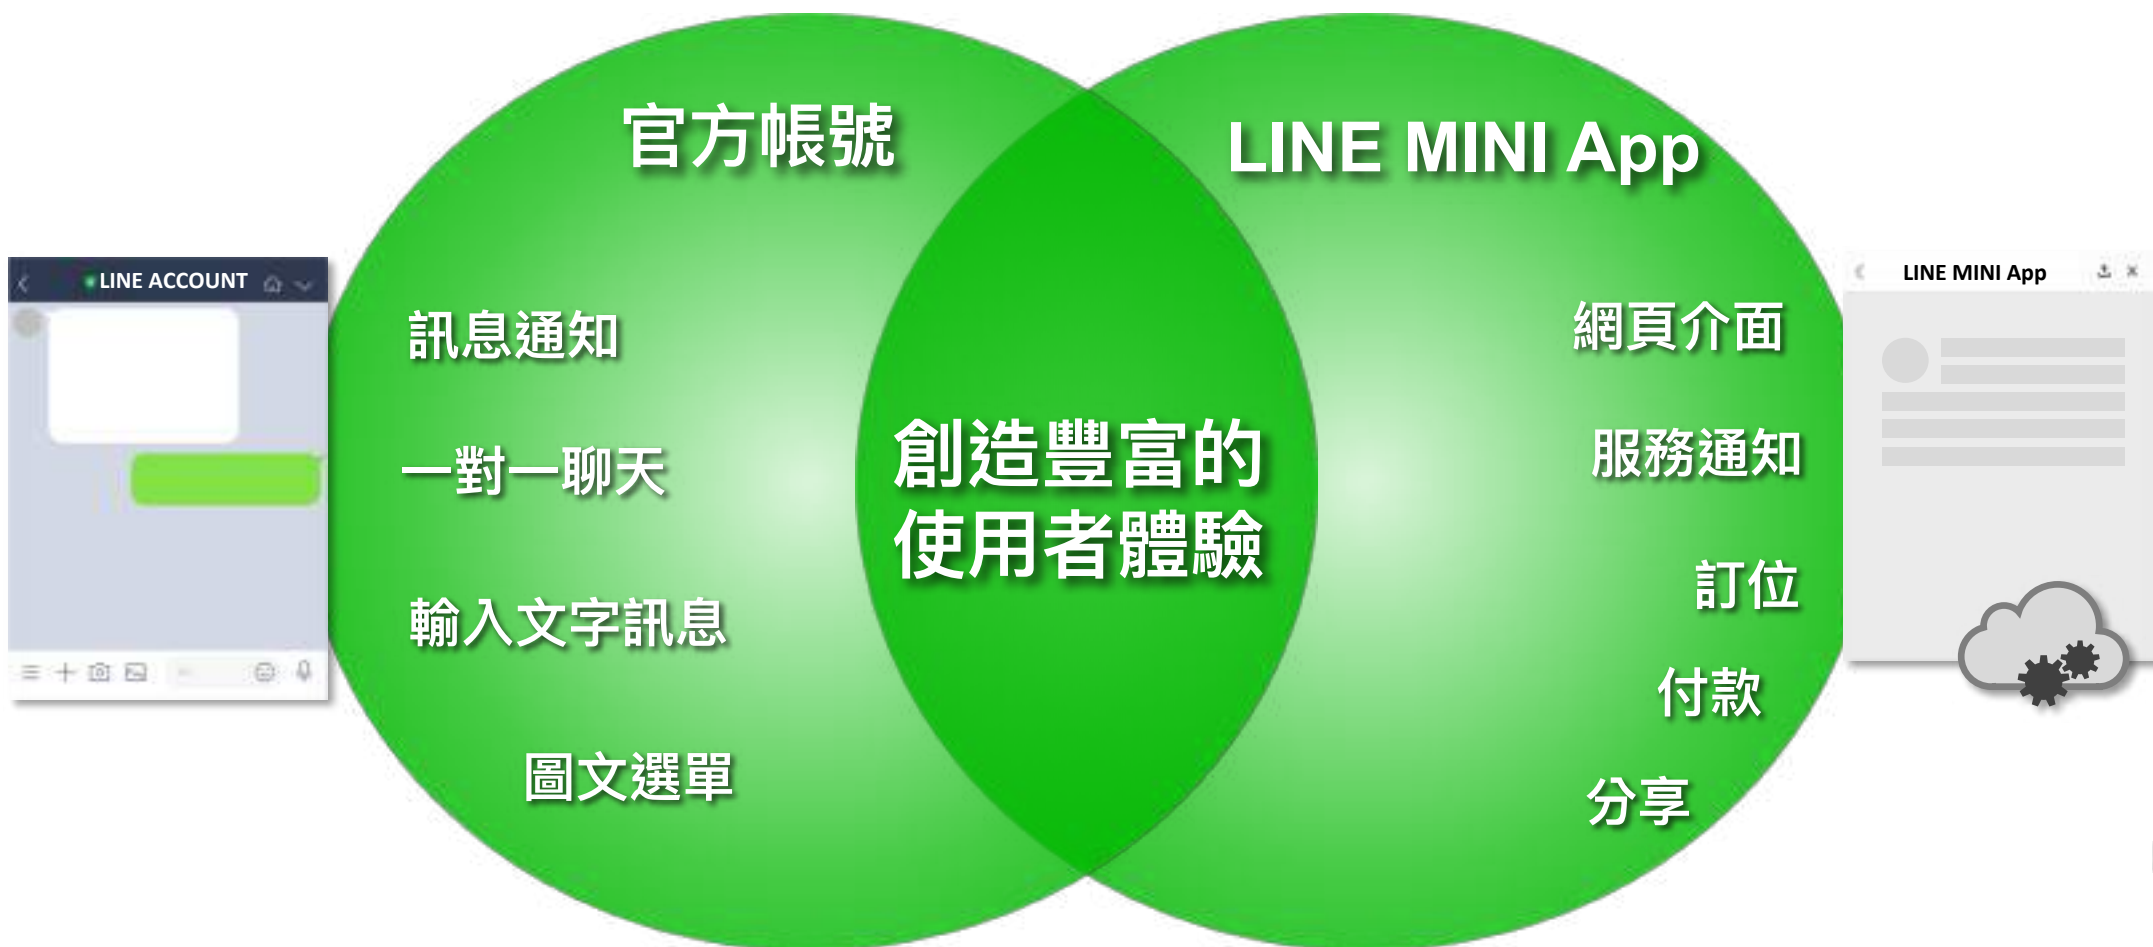 官方帳號
LINE MINI App
LINE ACCOUNT
訊息通知
一對一聊天
輸入文字訊息
圖文選單
創造豐富的
使用者體驗
網頁介面
服務通知
訂位
付款
分享
LINE MINI App